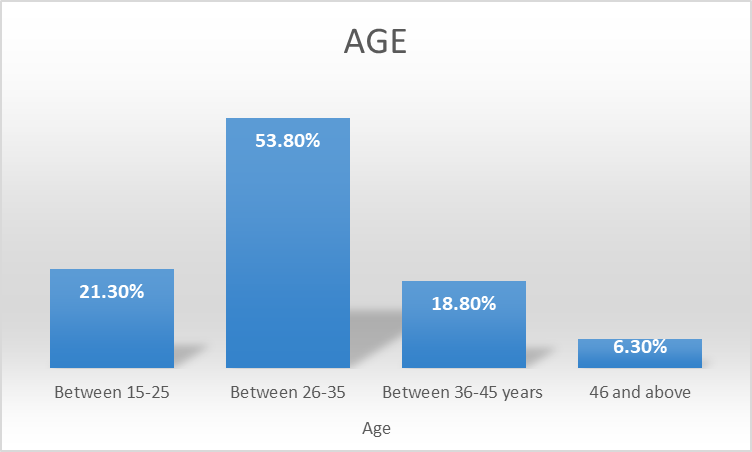 AGE
53.80%
21.30%
18.80%
6.30%
Between 15-25
Between 26-35
Between 36-45 years
46 and above
Age